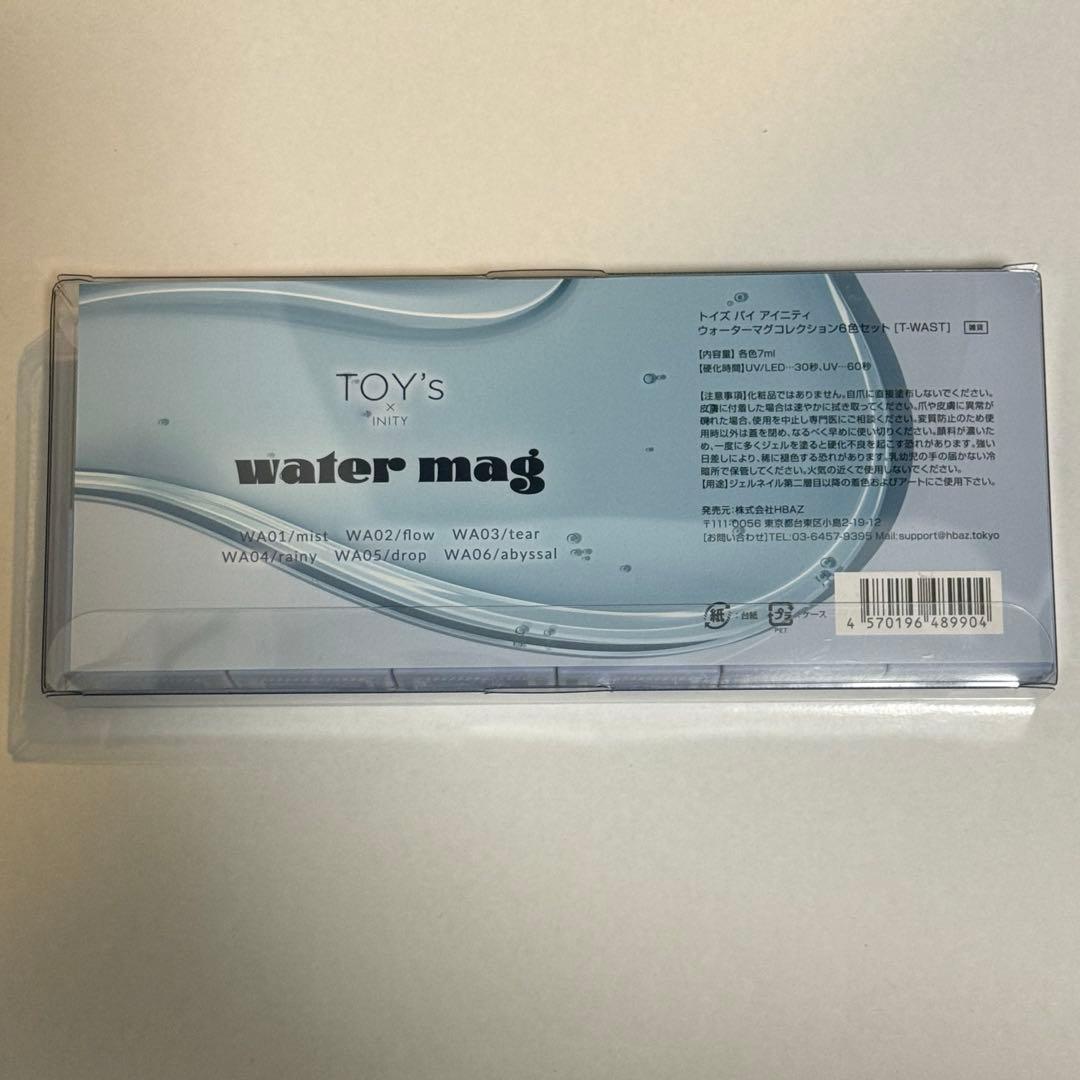 TOY's
×
INITY
water mag
WA01/mist WA02/flow WA03/tear
WA04/rainy WA05/drop WA06/abyssal
トイズ バイ アイニティ
ウォーターマグコレクション6色セット [T-WAST] 雑貨
【内容量】各色7ml
【硬化時間】UV/LED…30秒、UV…60秒
【注意事項】化粧品ではありません。自爪に直接塗布しないでください。
皮膚に付着した場合は速やかに拭き取ってください。爪や皮膚に異常が
現れた場合、使用を中止し専門医にご相談ください。変質防止のため使
用時以外は蓋を閉め、なるべく早めに使い切りください。顔料が濃いた
め、一度に多くジェルを塗ると硬化不良を起こす恐れがあります。強い
日差しにより、稀に褪色する恐れがあります。乳幼児の手の届かない冷
暗所で保管してください。火気の近くで使用しないでください。
【用途】ジェルネイル第二層目以降の着色およびアートにご使用下さい。
発売元：株式会社HBAZ
〒111-0056 東京都台東区小島2-19-12
[お問い合わせ]TEL:03-6457-9395 Mail:support@hbaz.tokyo
紙：台紙 プラ：ケース
PET
4 570196 489904